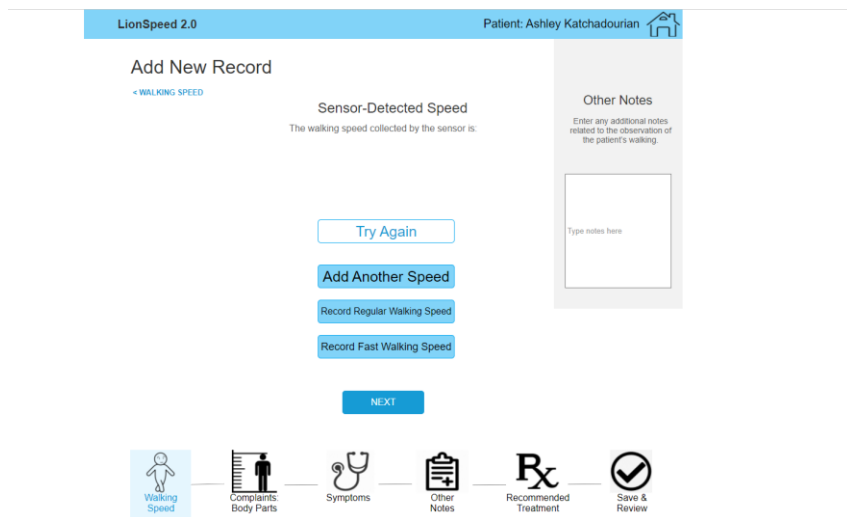 LionSpeed 2.0
Patient: Ashley Katchadourian
Add New Record
< WALKING SPEED
Sensor-Detected Speed
The walking speed collected by the sensor is:
Try Again
Add Another Speed
Record Regular Walking Speed
Record Fast Walking Speed
NEXT
Other Notes
Enter any additional notes
related to the observation of
the patient's walking.
Type notes here
Walking
Speed
Complaints:
Body Parts
Symptoms
Other
Notes
Rx
Recommended
Treatment
Save &
Review